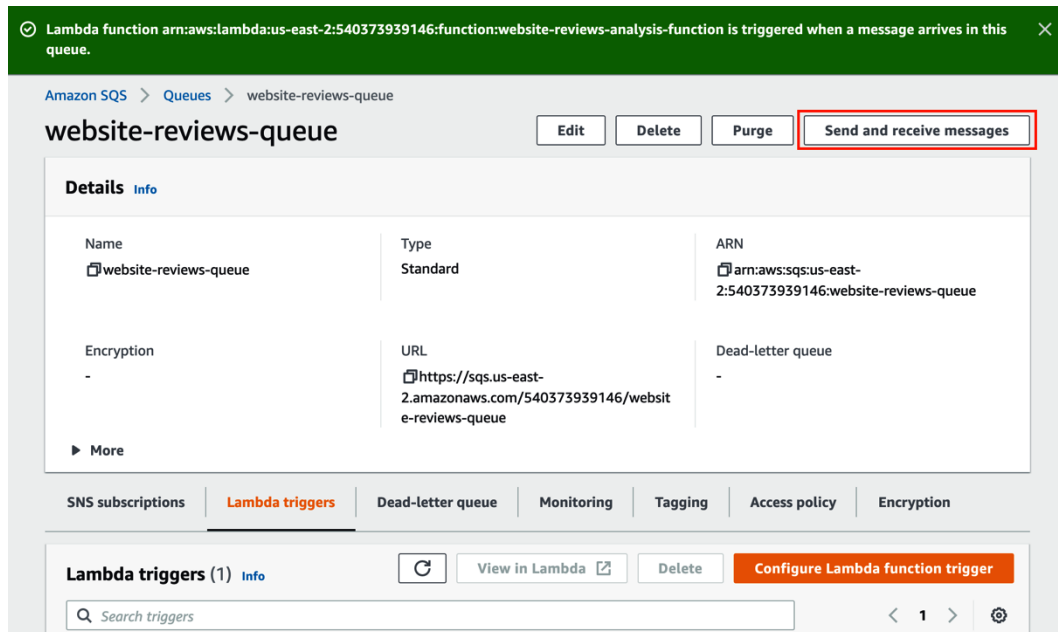 Lambda function arn:aws:lambda:us-east-2:540373939146:function:website-reviews-analysis-function is triggered when a message arrives in this
queue.
Amazon SQS > Queues > website-reviews-queue
website-reviews-queue
Edit
Delete
Purge
Send and receive messages
Details Info
Name
website-reviews-queue
Type
Standard
ARN
arn:aws:sqs:us-east-
2:540373939146:website-reviews-queue
Encryption
-
URL
https://sqs.us-east-
2.amazonaws.com/540373939146/websit
e-reviews-queue
Dead-letter queue
-
More
SNS subscriptions
Lambda triggers
Dead-letter queue
Monitoring
Tagging
Access policy
Encryption
Lambda triggers (1) Info
View in Lambda
Delete
Configure Lambda function trigger
Search triggers
< 1 >